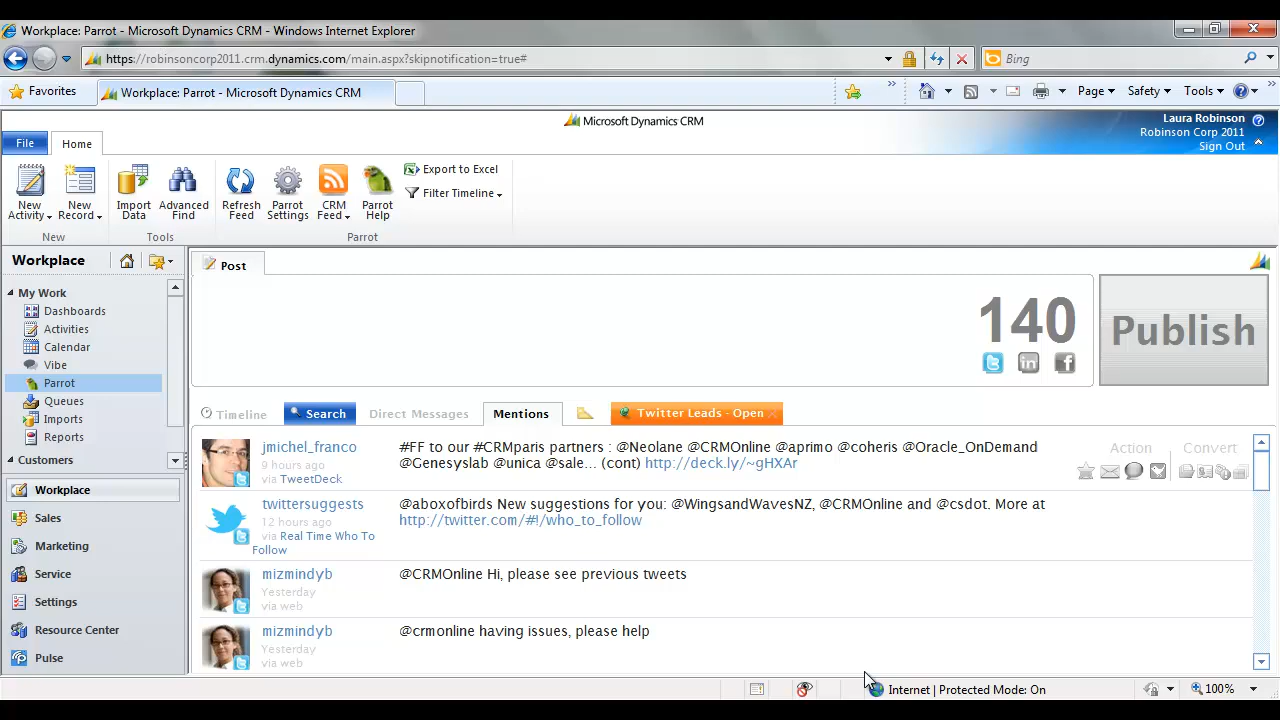 Workplace: Parrot - Microsoft Dynamics CRM - Windows Internet Explorer
https://robinsoncorp2011.crm.dynamics.com/main.aspx?skipnotification=true#
Bing
Favorites
Workplace: Parrot - Microsoft Dynamics CRM
Page
Safety
Tools
Microsoft Dynamics CRM
Laura Robinson
Robinson Corp 2011
Sign Out
File
Home
New Activity
New Record
New
Import Data
Advanced Find
Tools
Refresh Feed
Parrot Settings
CRM Feed
Parrot Help
Export to Excel
Filter Timeline
Parrot
Workplace
My Work
Dashboards
Activities
Calendar
Vibe
Parrot
Queues
Imports
Reports
Customers
Workplace
Sales
Marketing
Service
Settings
Resource Center
Pulse
Post
140
Publish
Timeline
Search
Direct Messages
Mentions
Twitter Leads - Open
jmichel_franco
9 hours ago
via TweetDeck
#FF to our #CRMparis partners : @Neolane @CRMOnline @aprimo @coheris @Oracle_OnDemand
@Genesyslab @unica @sale... (cont) http://deck.ly/~gHXAr
Action
Convert
twittersuggests
12 hours ago
via Real Time Who To
Follow
@aboxofbirds New suggestions for you: @WingsandWavesNZ, @CRMOnline and @csdot. More at
http://twitter.com/#!/who_to_follow
mizmindyb
Yesterday
via web
@CRMOnline Hi, please see previous tweets
mizmindyb
Yesterday
via web
@crmonline having issues, please help
Internet | Protected Mode: On
100%